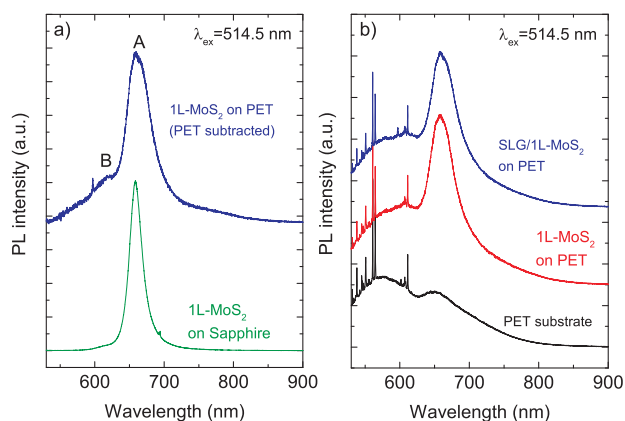 a)
A
λex=514.5 nm
1L-MoS2 on PET
(PET subtracted)
B
1L-MoS2
on Sapphire
PL intensity (a.u.)
600 700 800 900
Wavelength (nm)
b)
λex=514.5 nm
SLG/1L-MoS2
on PET
1L-MoS2
on PET
PET substrate
PL intensity (a.u.)
600 700 800 900
Wavelength (nm)